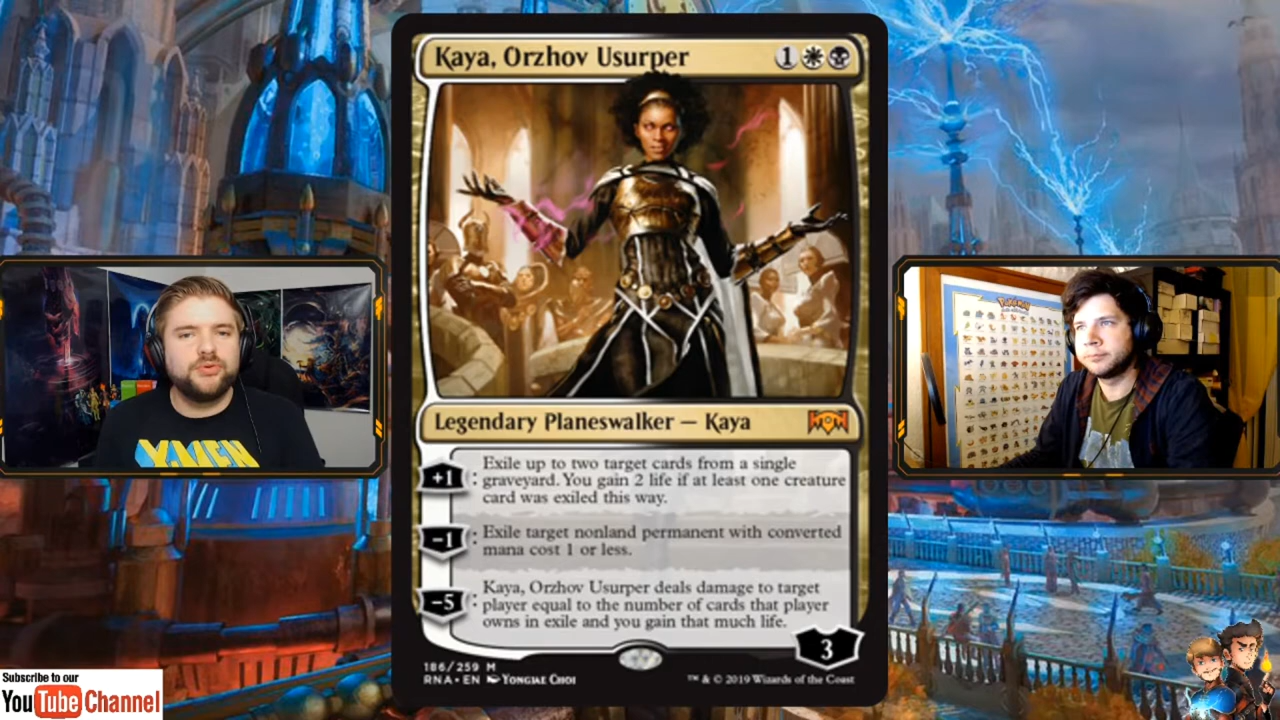 Kaya, Orzhov Usurper 1
Legendary Planeswalker — Kaya
+1 : Exile up to two target cards from a single
graveyard. You gain 2 life if at least one creature
card was exiled this way.
-1 : Exile target nonland permanent with converted
mana cost 1 or less.
-5 : Kaya, Orzhov Usurper deals damage to target
player equal to the number of cards that player
owns in exile and you gain that much life.
3
186/259 M
RNA • EN Yongjae Choi
™ & © 2019 Wizards of the Coast
POKÉMON
Subscribe to our
YouTube Channel